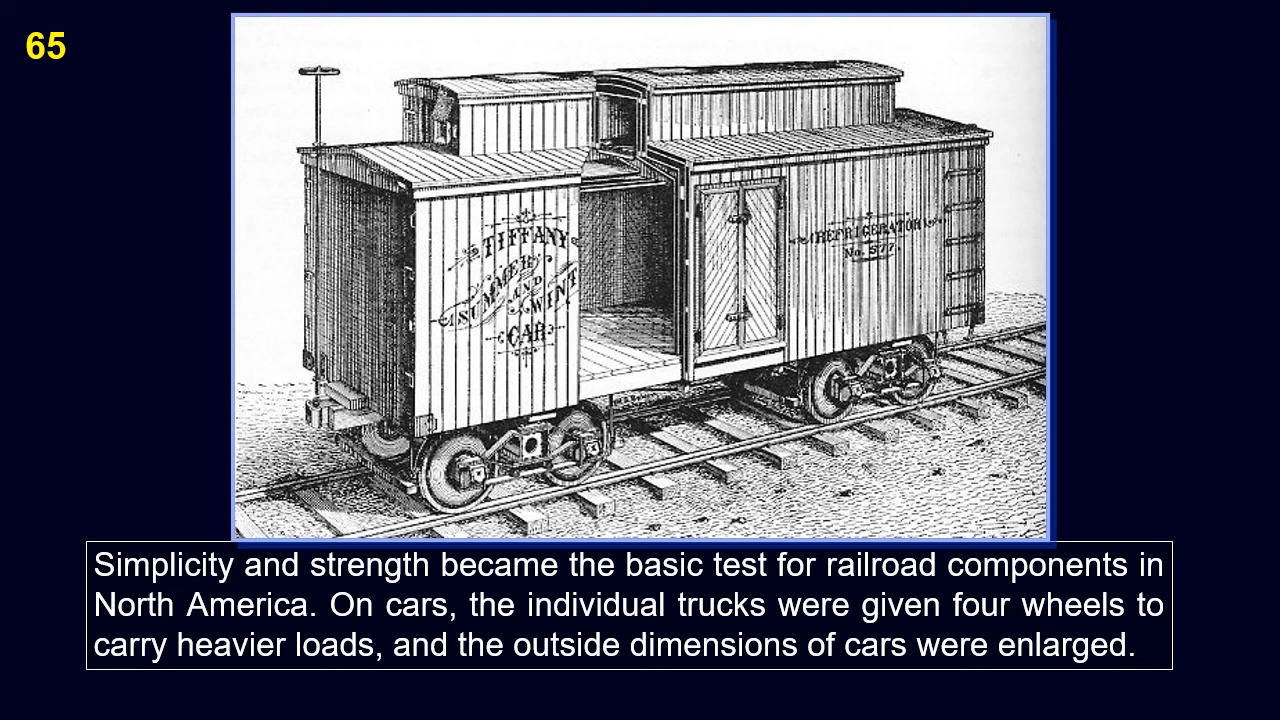 65
TIFFANY
SUMMER
AND
WINT
CAR
REFRIGERATOR
No. 577
Simplicity and strength became the basic test for railroad components in
North America. On cars, the individual trucks were given four wheels to
carry heavier loads, and the outside dimensions of cars were enlarged.